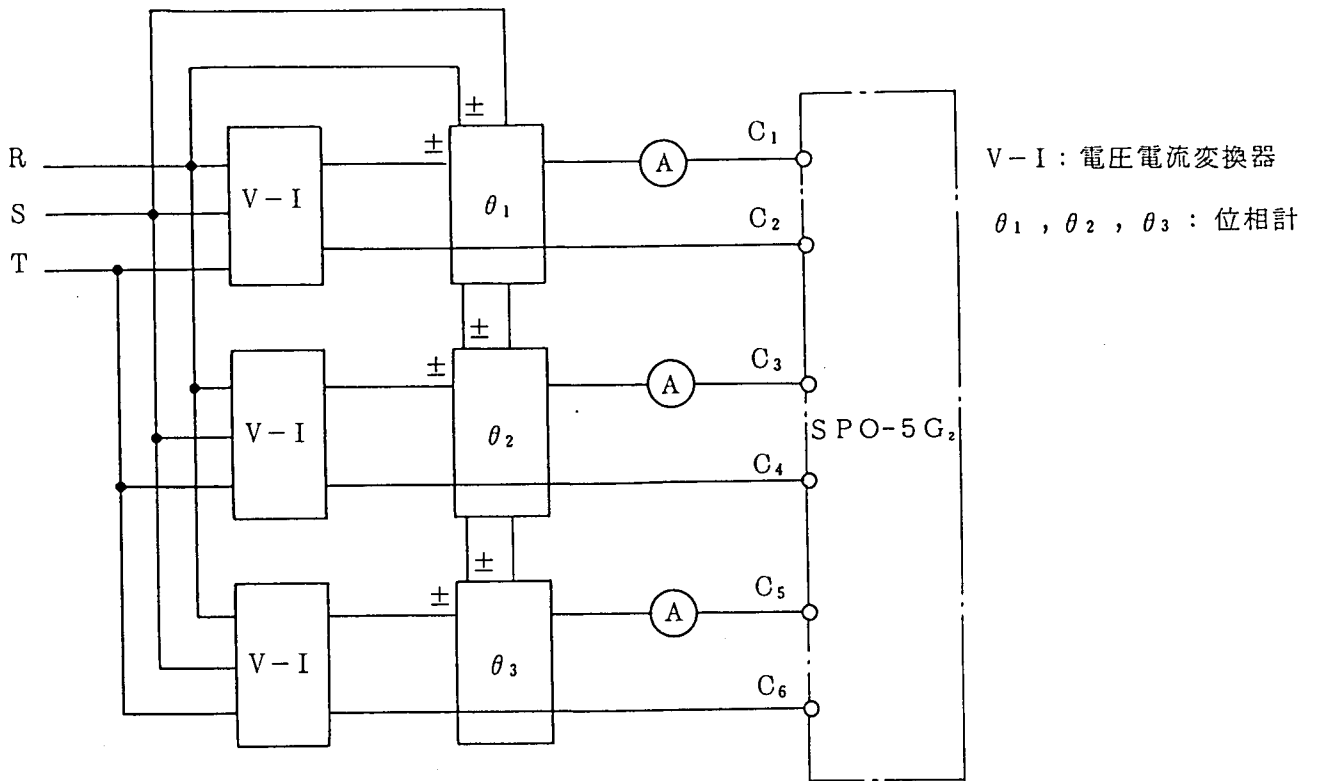 R
S
T
V-I
V-I
V-I
±
±
θ₁
±
±
θ₂
±
±
θ₃
A
A
A
C₁
C₂
C₃
C₄
C₅
C₆
SPO-5G₂
V-I：電圧電流変換器
θ₁，θ₂，θ₃：位相計